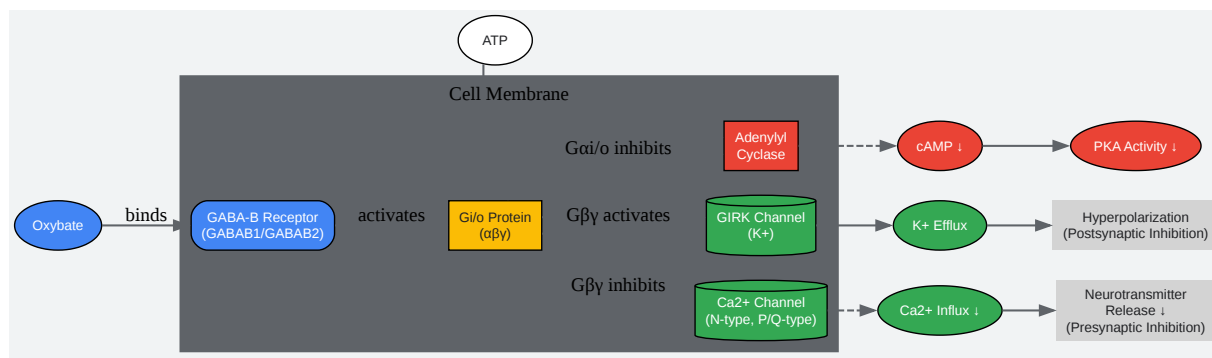 ATP
Cell Membrane
Adenylyl
Cyclase
Gαi/o inhibits
cAMP ↓
PKA Activity ↓
Oxybate
binds
GABA-B Receptor
(GABAB1/GABAB2)
activates
Gi/o Protein
(αβγ)
Gβγ activates
GIRK Channel
(K+)
K+ Efflux
Hyperpolarization
(Postsynaptic Inhibition)
Gβγ inhibits
Ca2+ Channel
(N-type, P/Q-type)
Ca2+ Influx ↓
Neurotransmitter
Release ↓
(Presynaptic Inhibition)